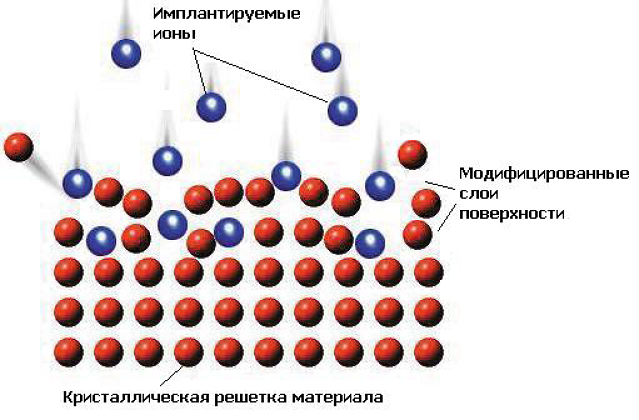 Имплантируемые
ионы
Модифицированные
слои
поверхности
Кристаллическая решетка материала